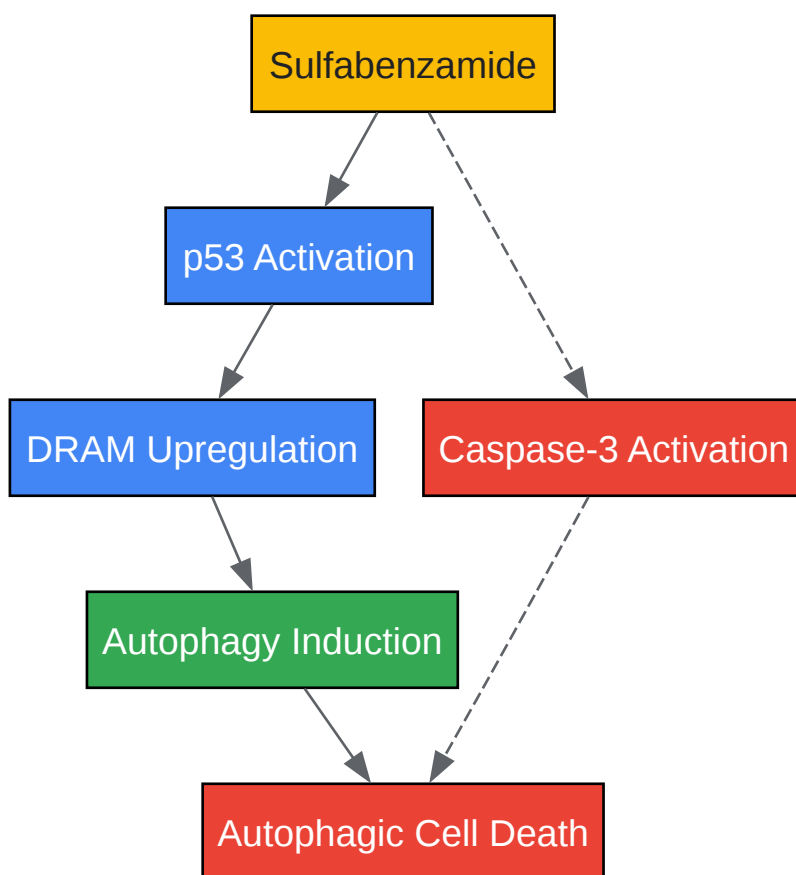 Sulfabenzamide
p53 Activation
DRAM Upregulation
Caspase-3 Activation
Autophagy Induction
Autophagic Cell Death